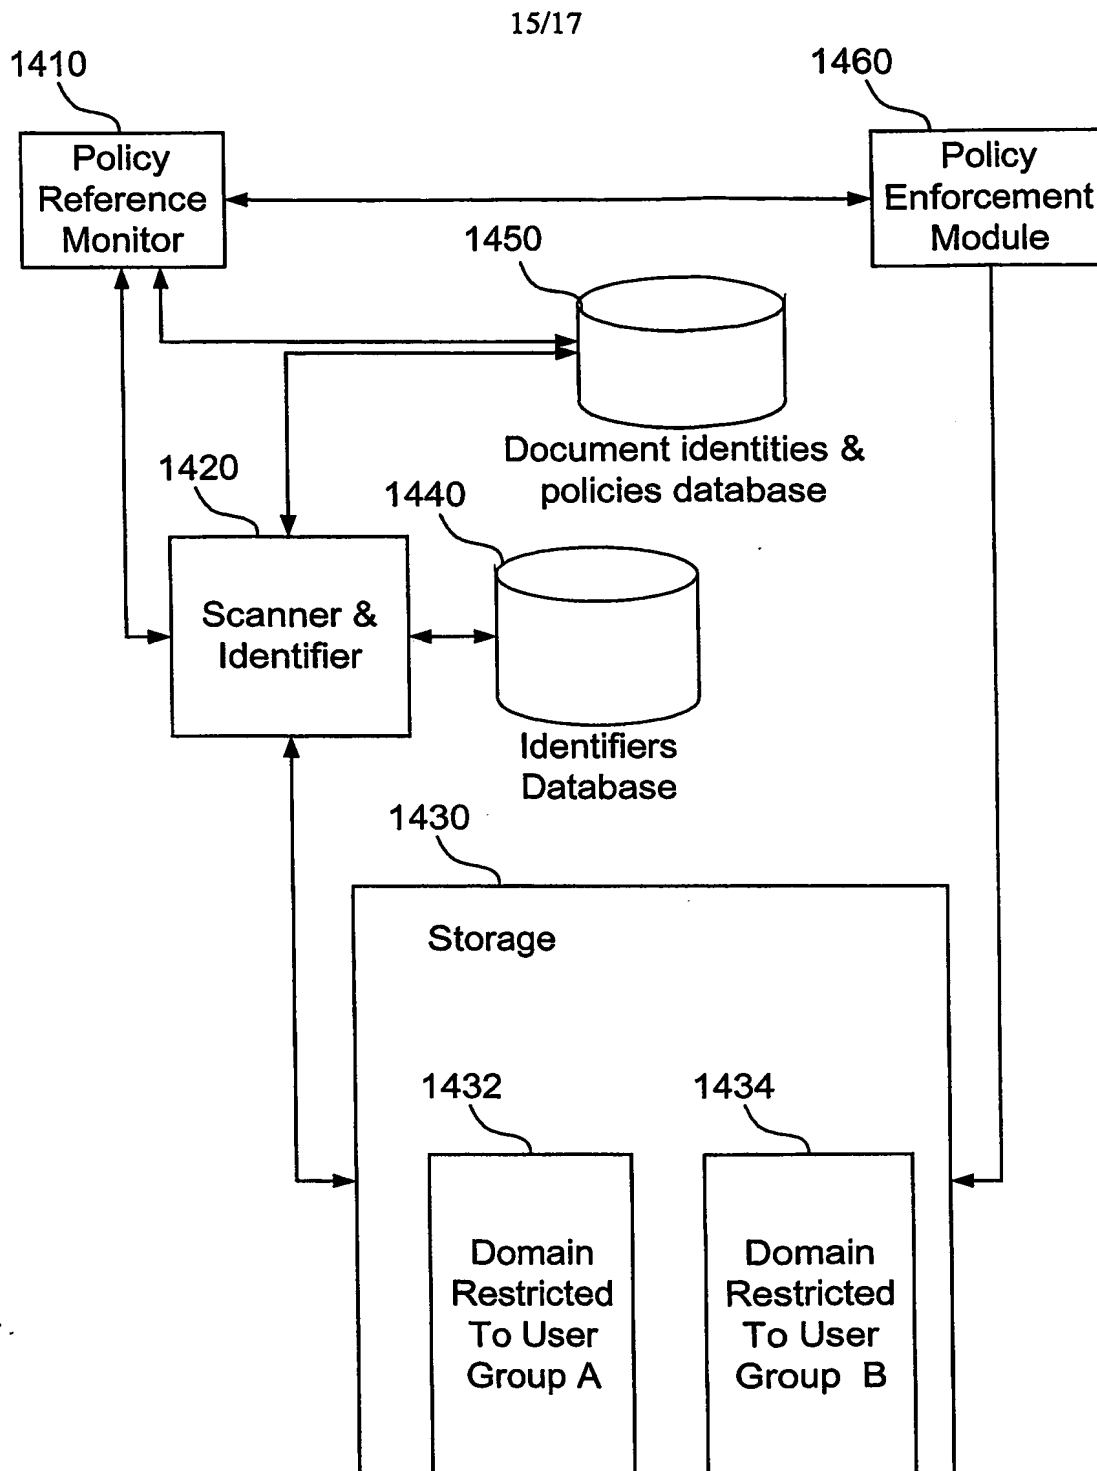 15/17
1410
1460
Policy
Reference
Monitor
Policy
Enforcement
Module
1450
Document identities &
policies database
1420
1440
Scanner &
Identifier
Identifiers
Database
1430
Storage
1432
1434
Domain
Restricted
To User
Group A
Domain
Restricted
To User
Group B